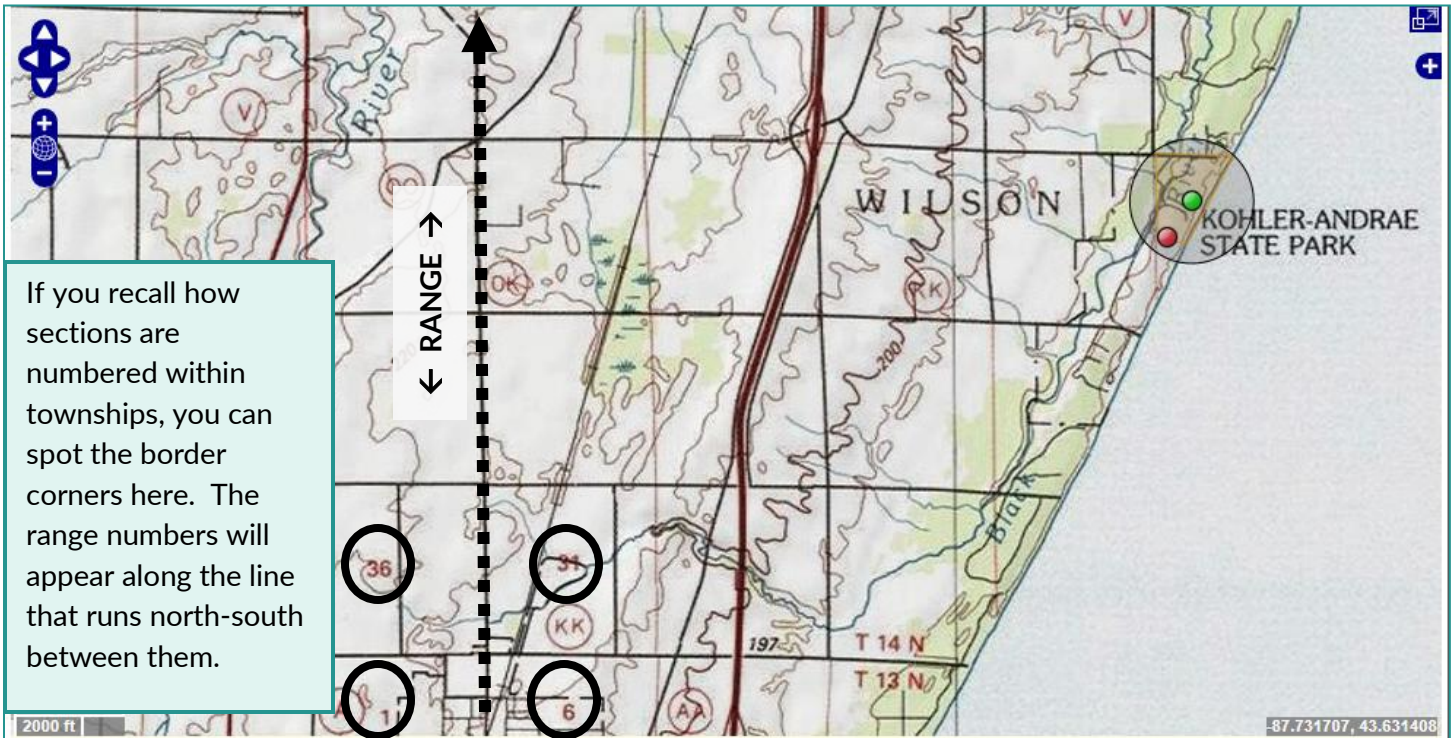 V
V
River
WILSON
KOHLER-ANDRAE
STATE PARK
← RANGE →
OK
KK
200
If you recall how
sections are
numbered within
townships, you can
spot the border
corners here. The
range numbers will
appear along the line
that runs north-south
between them.
Black
36
31
KK
197
T 14 N
T 13 N
1
6
AA
2000 ft
-87.731707, 43.631408